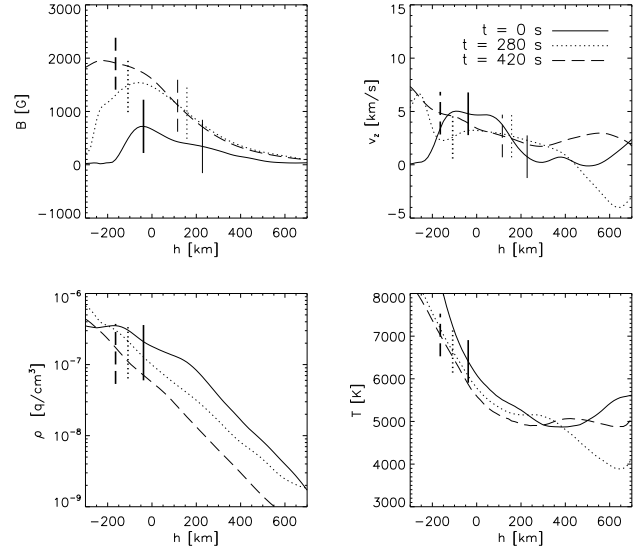 3000
2000
1000
0
−1000
B [G]
−200 0 200 400 600
h [km]
15
10
5
0
−5
v_z [km/s]
t = 0 s
t = 280 s
t = 420 s
−200 0 200 400 600
h [km]
10⁻⁶
10⁻⁷
10⁻⁸
10⁻⁹
ρ [g/cm³]
−200 0 200 400 600
h [km]
8000
7000
6000
5000
4000
3000
T [K]
−200 0 200 400 600
h [km]